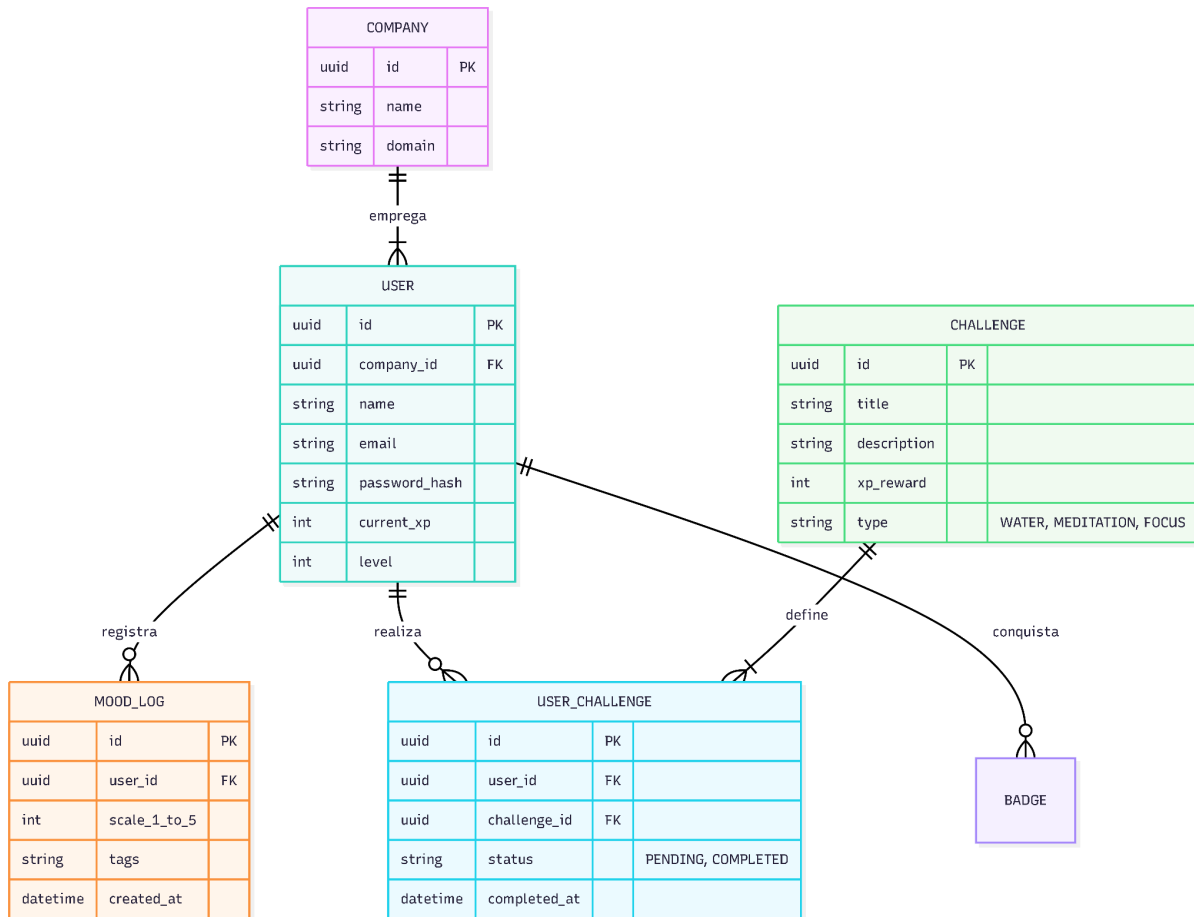 COMPANY
uuid id PK
string name
string domain
emprega
USER
uuid id PK
uuid company_id FK
string name
string email
string password_hash
int current_xp
int level
CHALLENGE
uuid id PK
string title
string description
int xp_reward
string type WATER, MEDITATION, FOCUS
registra
realiza
define
conquista
MOOD_LOG
uuid id PK
uuid user_id FK
int scale_1_to_5
string tags
datetime created_at
USER_CHALLENGE
uuid id PK
uuid user_id FK
uuid challenge_id FK
string status PENDING, COMPLETED
datetime completed_at
BADGE